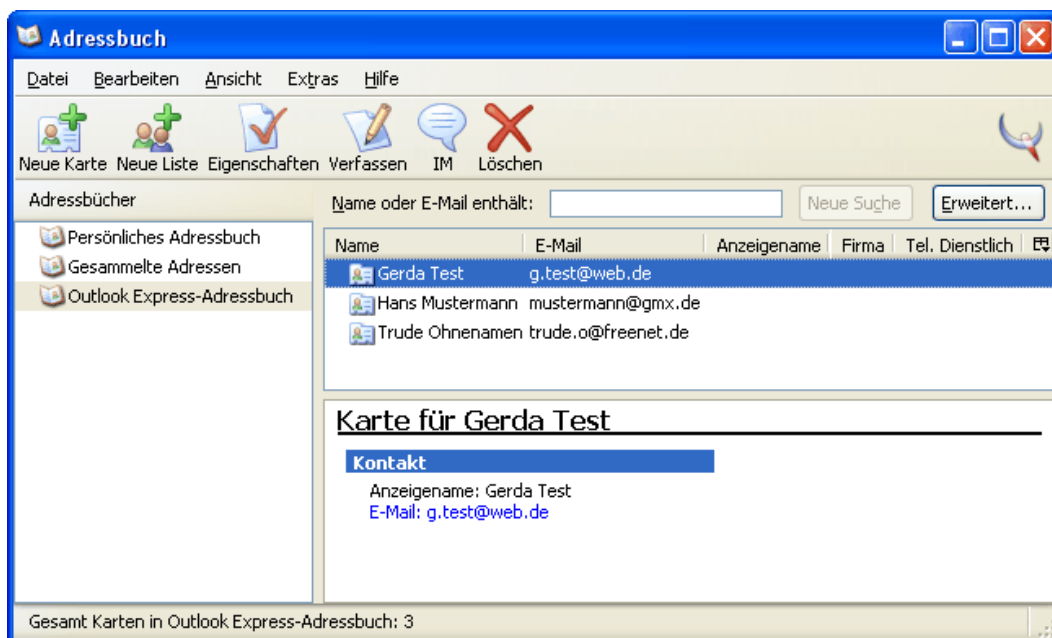 Adressbuch
Datei Bearbeiten Ansicht Extras Hilfe
Neue Karte Neue Liste Eigenschaften Verfassen IM Löschen
Adressbücher
Name oder E-Mail enthält: Neue Suche Erweitert...
Persönliches Adressbuch
Gesammelte Adressen
Outlook Express-Adressbuch
Name E-Mail Anzeigename Firma Tel. Dienstlich
Gerda Test g.test@web.de
Hans Mustermann mustermann@gmx.de
Trude Ohnenamen trude.o@freenet.de
Karte für Gerda Test
Kontakt
Anzeigename: Gerda Test
E-Mail: g.test@web.de
Gesamt Karten in Outlook Express-Adressbuch: 3